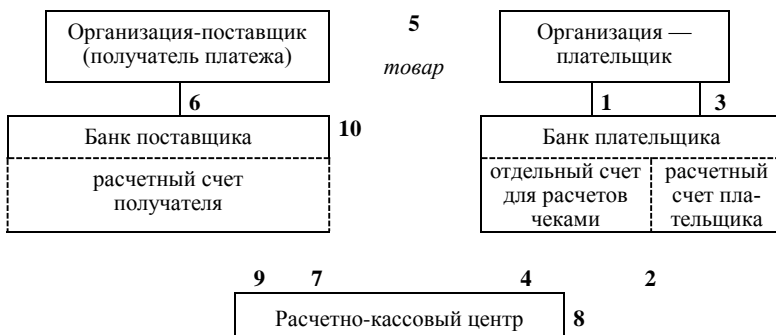 Организация-поставщик
(получатель платежа)
5
товар
Организация —
плательщик
6
1
3
Банк поставщика
10
Банк плательщика
расчетный счет
получателя
отдельный счет
для расчетов
чеками
расчетный
счет пла-
тельщика
9
7
4
2
Расчетно-кассовый центр
8